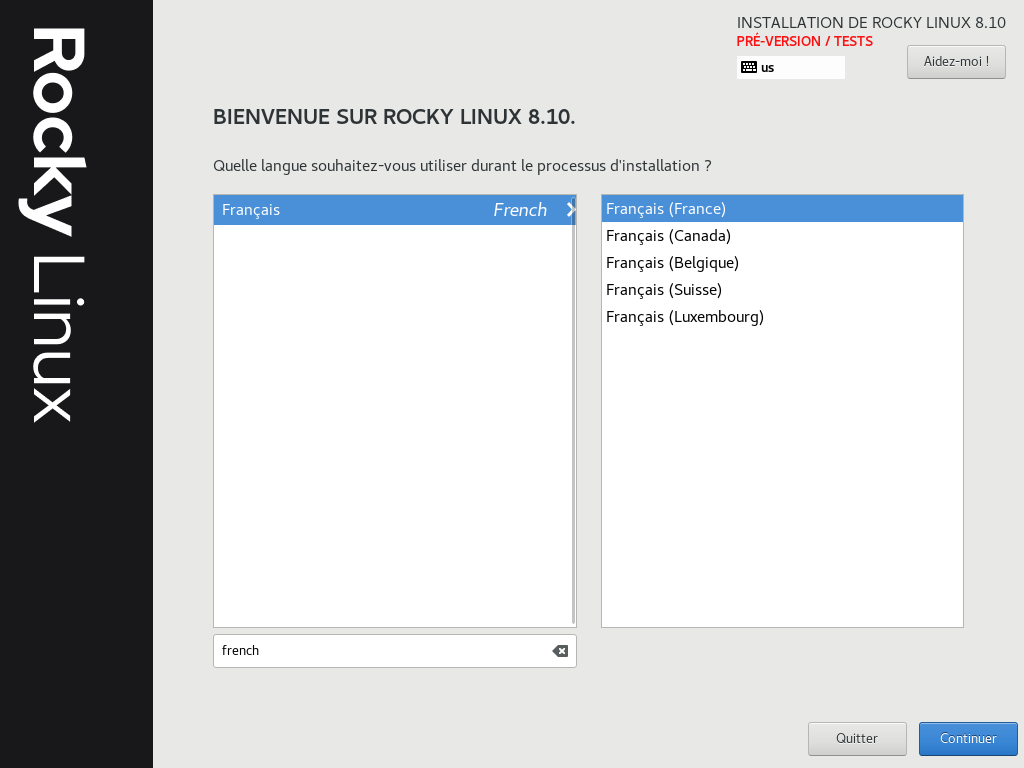 Rocky Linux
INSTALLATION DE ROCKY LINUX 8.10
PRÉ-VERSION / TESTS
us
Aidez-moi !
BIENVENUE SUR ROCKY LINUX 8.10.
Quelle langue souhaitez-vous utiliser durant le processus d'installation ?
Français French
Français (France)
Français (Canada)
Français (Belgique)
Français (Suisse)
Français (Luxembourg)
french
Quitter
Continuer